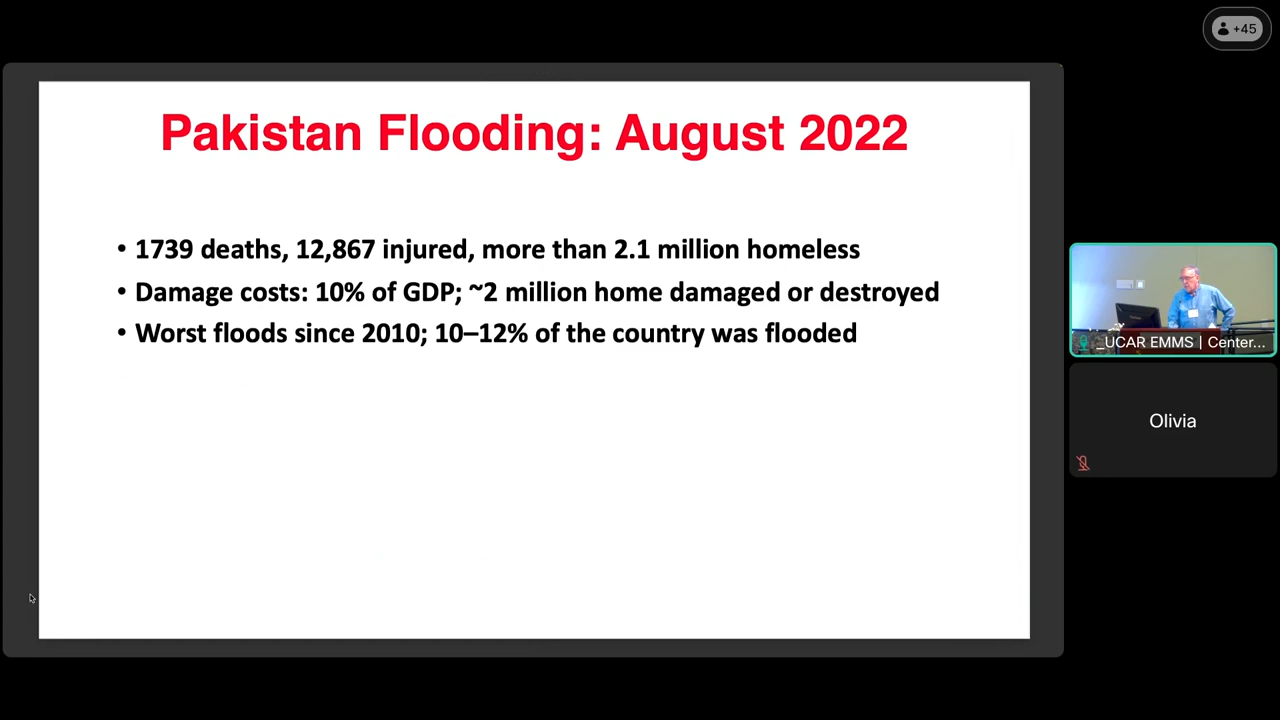 +45
Pakistan Flooding: August 2022
• 1739 deaths, 12,867 injured, more than 2.1 million homeless
• Damage costs: 10% of GDP; ~2 million home damaged or destroyed
• Worst floods since 2010; 10–12% of the country was flooded
_UCAR EMMS | Center...
Olivia